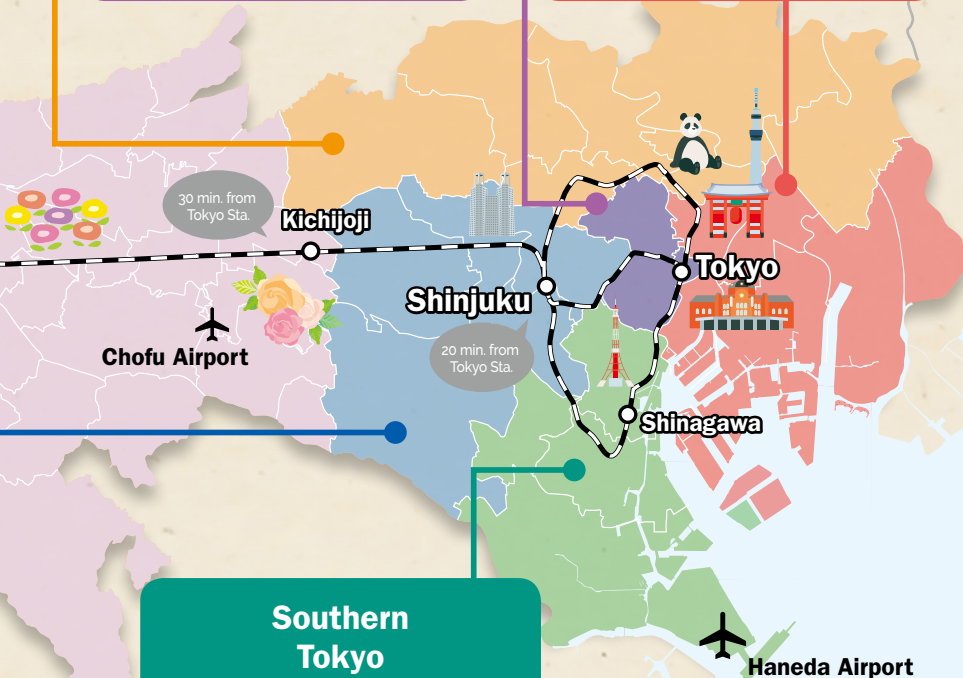 30 min. from
Tokyo Sta.
Kichijoji
Tokyo
Shinjuku
20 min. from
Tokyo Sta.
Chofu Airport
Shinagawa
Southern
Tokyo
Haneda Airport